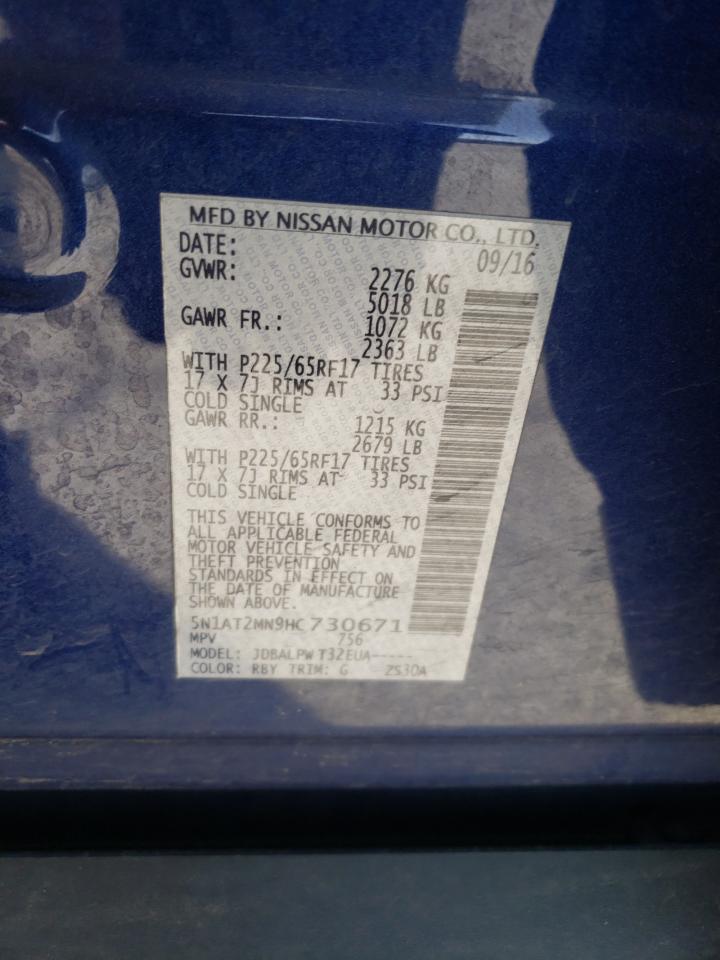 MFD BY NISSAN MOTOR CO., LTD.
DATE: 09/16
GVWR: 2276 KG
5018 LB
GAWR FR.: 1072 KG
2363 LB
WITH P225/65RF17 TIRES
17 X 7J RIMS AT 33 PSI
COLD SINGLE
GAWR RR.: 1215 KG
2679 LB
WITH P225/65RF17 TIRES
17 X 7J RIMS AT 33 PSI
COLD SINGLE
THIS VEHICLE CONFORMS TO
ALL APPLICABLE FEDERAL
MOTOR VEHICLE SAFETY AND
THEFT PREVENTION
STANDARDS IN EFFECT ON
THE DATE OF MANUFACTURE
SHOWN ABOVE.
5N1AT2MN9HC730671
MPV 756
MODEL: JDBALPW T32EUA-----
COLOR: RBY TRIM: G 2S30A